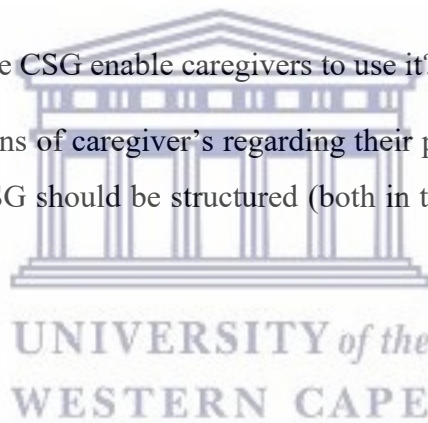 e CSG enable caregivers to use it?
ns of caregiver's regarding their p
SG should be structured (both in t
UNIVERSITY of the
WESTERN CAPE